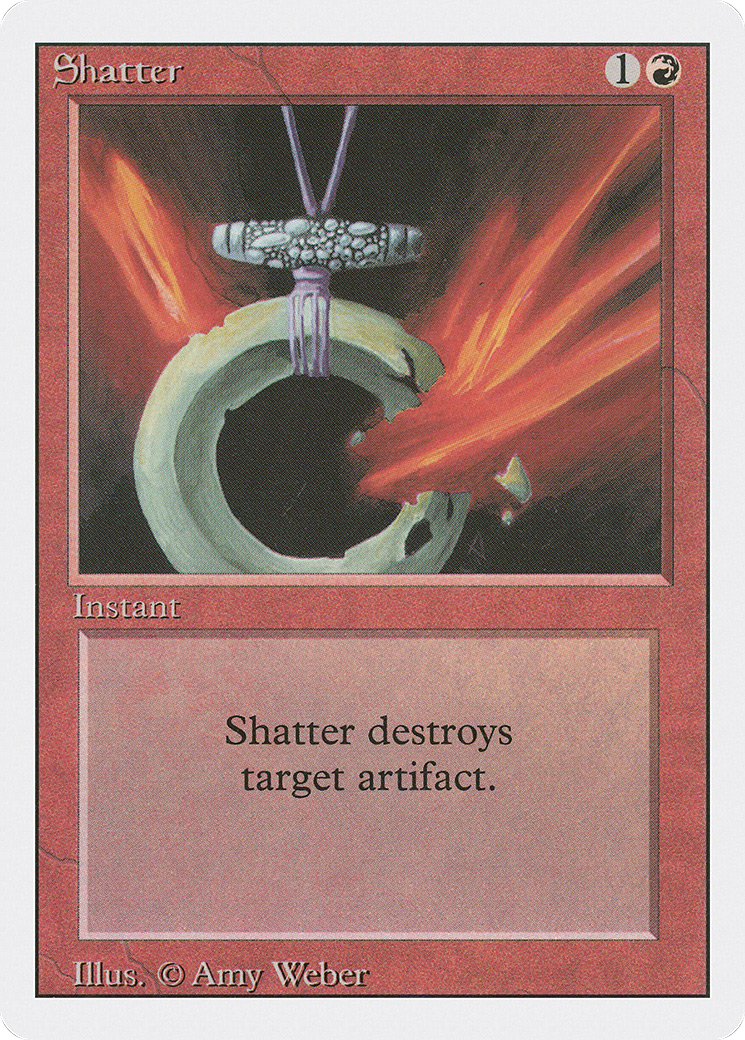 Shatter 1
Instant
Shatter destroys
target artifact.
Illus. © Amy Weber